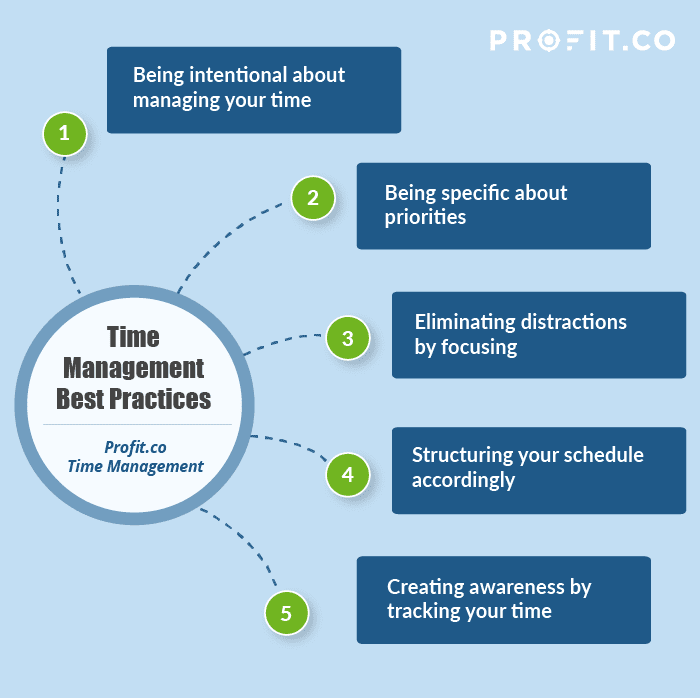 PROFIT.CO
1
Being intentional about
managing your time
2
Being specific about
priorities
3
Eliminating distractions
by focusing
4
Structuring your schedule
accordingly
5
Creating awareness by
tracking your time
Time
Management
Best Practices
Profit.co
Time Management